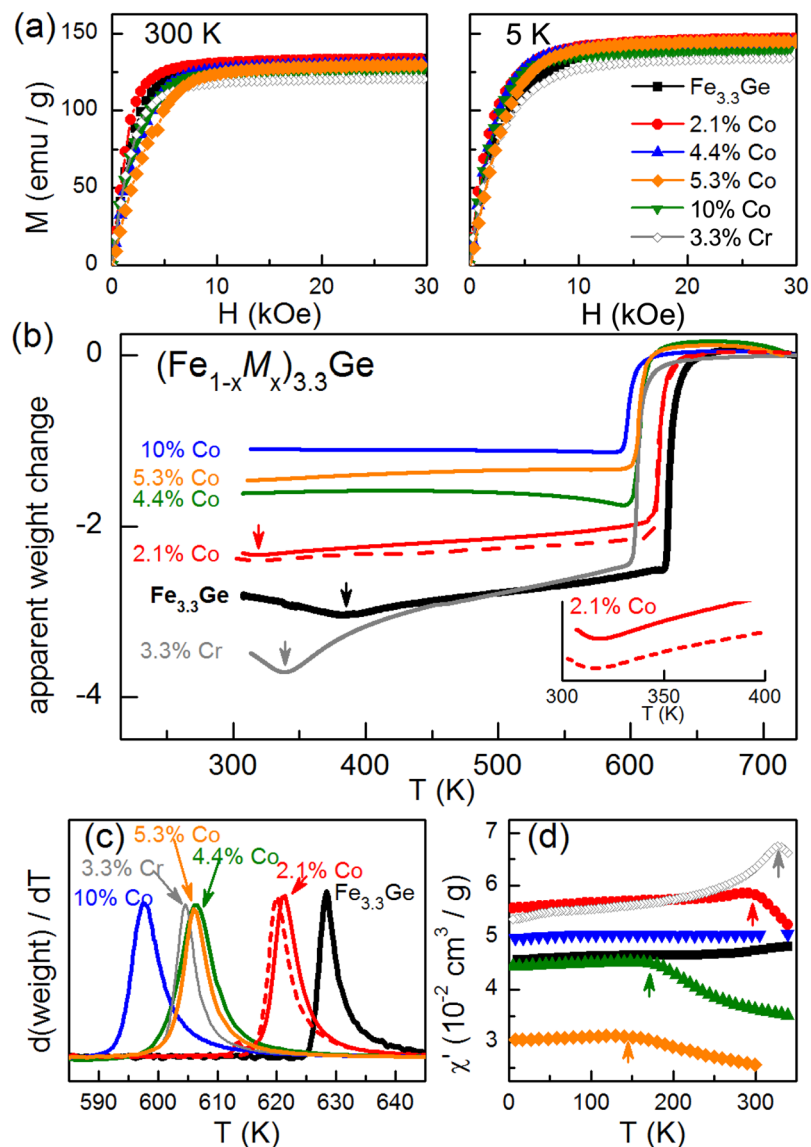 (a)
300 K
5 K
M (emu / g)
150
100
50
0
0 10 20 30
0 10 20 30
H (kOe)
H (kOe)
Fe3.3Ge
2.1% Co
4.4% Co
5.3% Co
10% Co
3.3% Cr
(b)
(Fe1-xMx)3.3Ge
apparent weight change
0
-2
-4
10% Co
5.3% Co
4.4% Co
2.1% Co
Fe3.3Ge
3.3% Cr
2.1% Co
300 350 400
T (K)
300 400 500 600 700
T (K)
(c)
5.3% Co
4.4% Co
3.3% Cr
10% Co
2.1% Co
Fe3.3Ge
d(weight) / dT
590 600 610 620 630 640
T (K)
(d)
χ' (10-2 cm3 / g)
7
6
5
4
3
0 100 200 300
T (K)